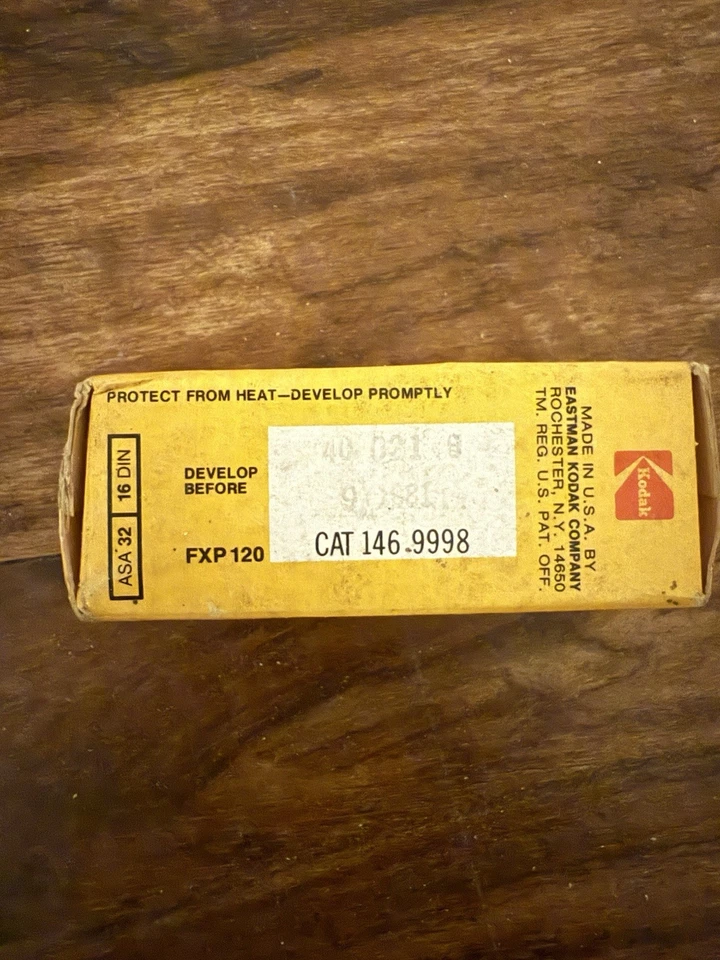 PROTECT FROM HEAT—DEVELOP PROMPTLY
ASA 32 16 DIN
DEVELOP
BEFORE
FXP 120
CAT 146 9998
MADE IN U.S.A. BY
EASTMAN KODAK COMPANY
ROCHESTER, N.Y. 14650
TM. REG. U.S. PAT. OFF.
Kodak